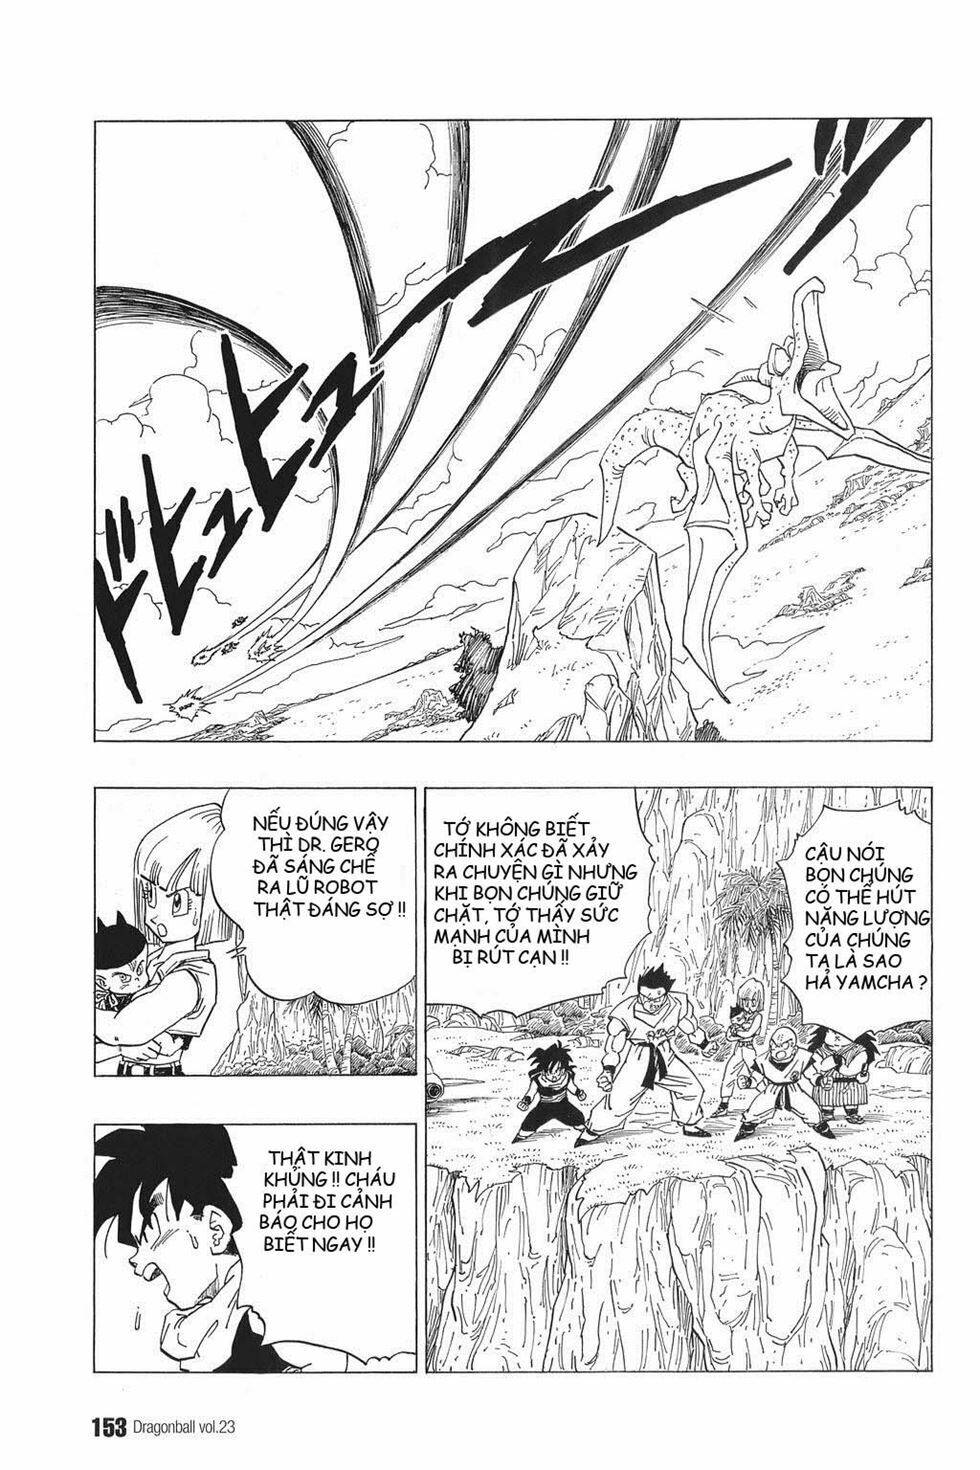 ドヒュ
ヒュ
ヒュー
CÂU NÓI
BỌN CHÚNG
CÓ THỂ HÚT
NĂNG LƯỢNG
CỦA CHÚNG
TA LÀ SAO
HẢ YAMCHA ?
TỚ KHÔNG BIẾT
CHÍNH XÁC ĐÃ XẢY
RA CHUYỆN GÌ NHƯNG
KHI BỌN CHÚNG GIỮ
CHẶT, TỚ THẤY SỨC
MẠNH CỦA MÌNH
BỊ RÚT CẠN !!
NẾU ĐÚNG VẬY
THÌ DR. GERO
ĐÃ SÁNG CHẾ
RA LŨ ROBOT
THẬT ĐÁNG SỢ !!
THẬT KINH
KHỦNG !! CHÁU
PHẢI ĐI CẢNH
BÁO CHO HỌ
BIẾT NGAY !!
153 Dragonball vol.23